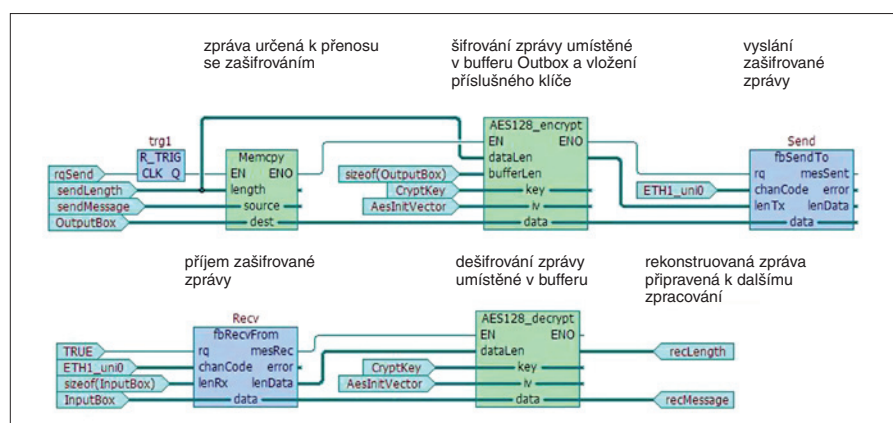 zpráva určená k přenosu
se zašifrováním
šifrování zprávy umístěné
v bufferu Outbox a vložení
příslušného klíče
vyslání
zašifrované
zprávy
trg1
R_TRIG
CLK Q
rqSend
sendLength
sendMessage
OutputBox
Memcpy
EN ENO
length
source
dest
sizeof(OutputBox)
CryptKey
AesInitVector
AES128_encrypt
EN ENO
dataLen
bufferLen
key
iv
data
ETH1_uni0
Send
fbSendTo
rq mesSent
chanCode error
lenTx lenData
data
příjem zašifrované
zprávy
dešifrování zprávy
umístěné v bufferu
rekonstruovaná zpráva
připravená k dalšímu
zpracování
TRUE
ETH1_uni0
sizeof(InputBox)
InputBox
Recv
fbRecvFrom
rq mesRec
chanCode error
lenRx lenData
data
CryptKey
AesInitVector
AES128_decrypt
EN ENO
dataLen
key
iv
data
recLength
recMessage